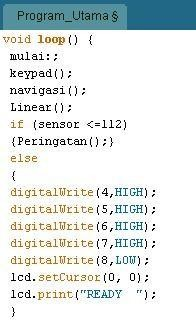 Program_Utama §
void loop() {
mulai:;
keypad();
navigasi();
Linear();
if (sensor <=112)
{Peringatan();}
else
{
digitalWrite(4,HIGH);
digitalWrite(5,HIGH);
digitalWrite(6,HIGH);
digitalWrite(7,HIGH);
digitalWrite(8,LOW);
lcd.setCursor(0, 0);
lcd.print("READY  ");
}